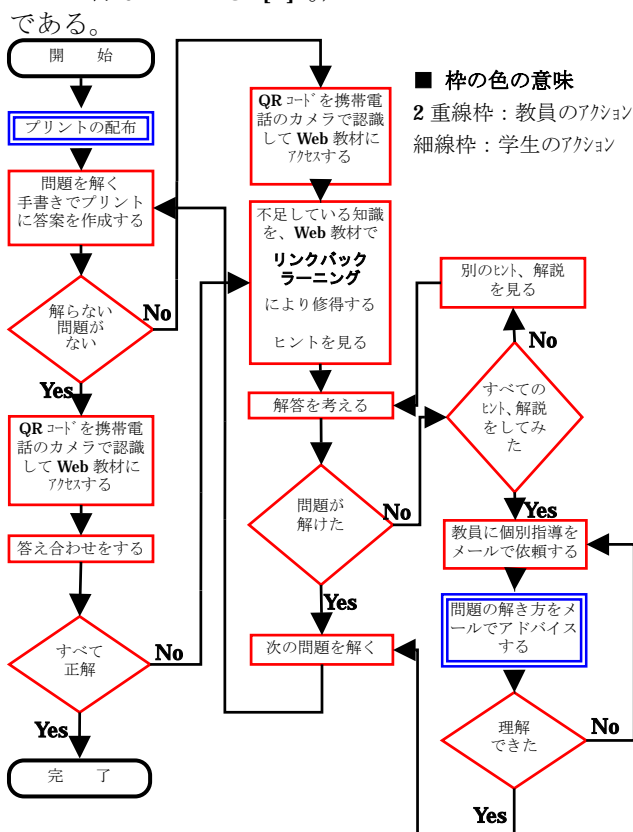 である。
開 始
プリントの配布
問題を解く
手書きでプリント
に答案を作成する
解らない
問題が
ない
No
Yes
QR コードを携帯電
話のカメラで認識
して Web 教材に
アクセスする
答え合わせをする
すべて
正解
No
Yes
完 了
QR コードを携帯電
話のカメラで認識
して Web 教材に
アクセスする
不足している知識
を、Web 教材で
リンクバック
ラーニング
により修得する
ヒントを見る
解答を考える
問題が
解けた
No
Yes
次の問題を解く
■ 枠の色の意味
2 重線枠：教員のアクション
細線枠：学生のアクション
別のヒント、解説
を見る
No
すべての
ヒント、解説
をしてみ
た
Yes
教員に個別指導を
メールで依頼する
問題の解き方をメ
ールでアドバイス
する
理解
できた
No
Yes